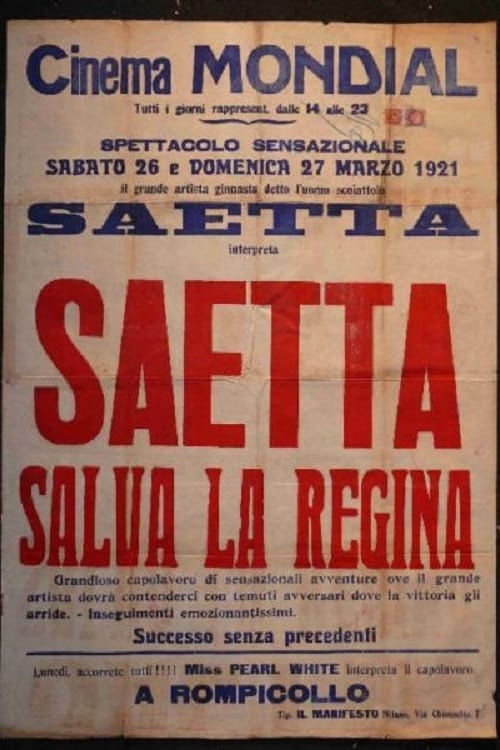 Cinema MONDIAL
Tutti i giorni rappresent. dalle 14 alle 23
SPETTACOLO SENSAZIONALE
SABATO 26 e DOMENICA 27 MARZO 1921
il grande artista ginnasta detto l'uomo scoiattolo
SAETTA
interpreta
SAETTA
SALVA LA REGINA
Grandioso capolavoro di sensazionali avventure ove il grande
artista dovrà contenderci con temuti avversari dove la vittoria gli
arride. - Inseguimenti emozionantissimi.
Successo senza precedenti
Lunedì, accorrete tutti!!!! Miss PEARL WHITE interpreta il capolavoro
A ROMPICOLLO
Tip. IL MANIFESTO Milano, Via